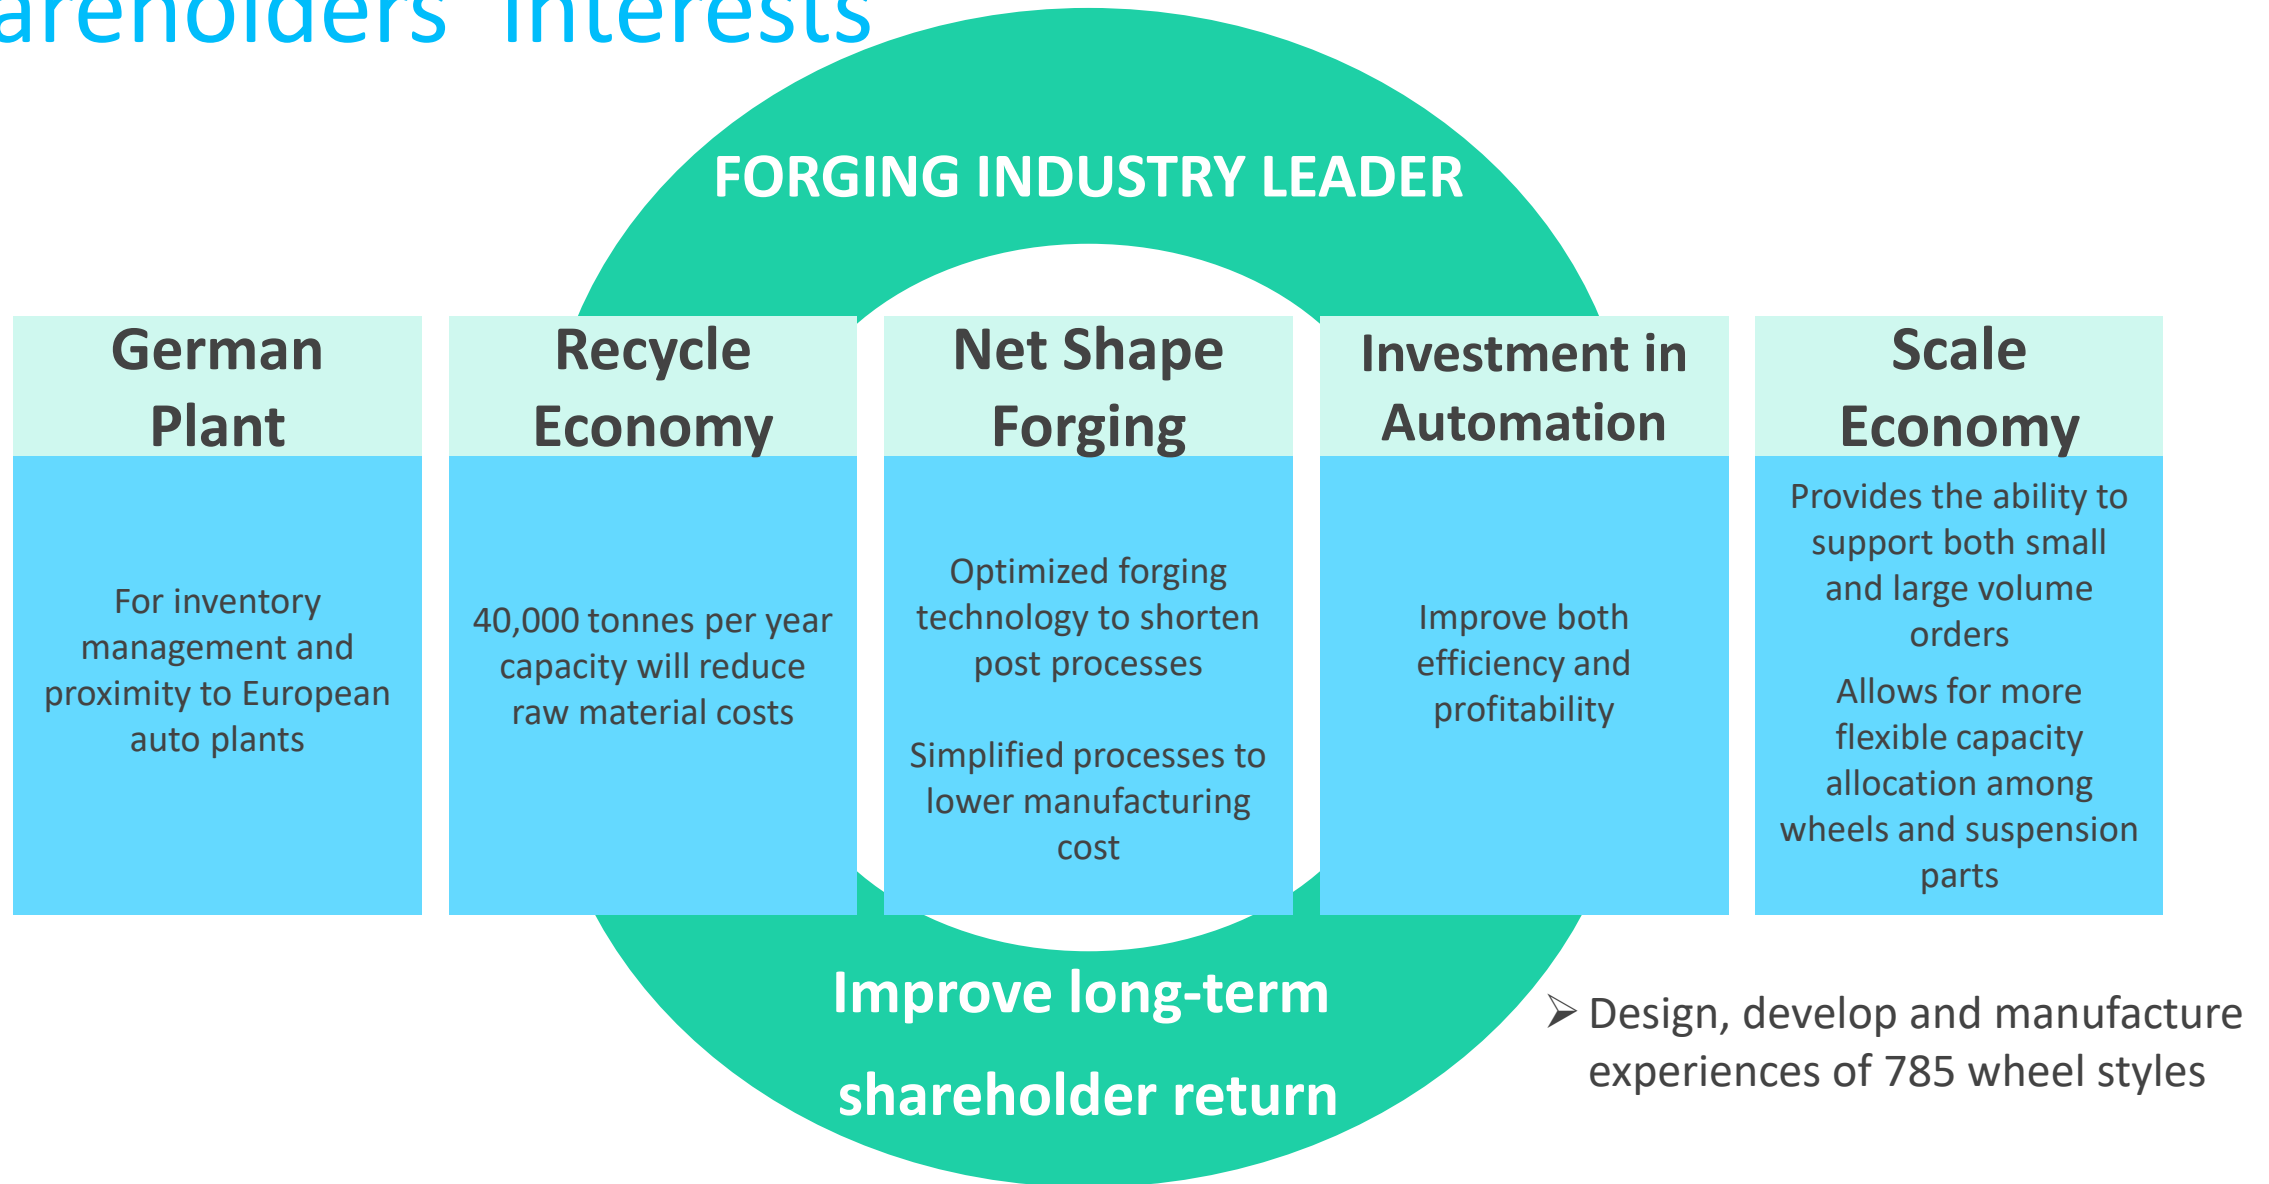 interests
FORGING INDUSTRY LEADER
German
Plant
For inventory
management and
proximity to European
auto plants
Recycle
Economy
40,000 tonnes per year
capacity will reduce
raw material costs
Net Shape
Forging
Optimized forging
technology to shorten
post processes
Simplified processes to
lower manufacturing
cost
Investment in
Automation
Improve both
efficiency and
profitability
Scale
Economy
Provides the ability to
support both small
and large volume
orders
Allows for more
flexible capacity
allocation among
wheels and suspension
parts
Improve long-term
shareholder return
➢ Design, develop and manufacture
experiences of 785 wheel styles